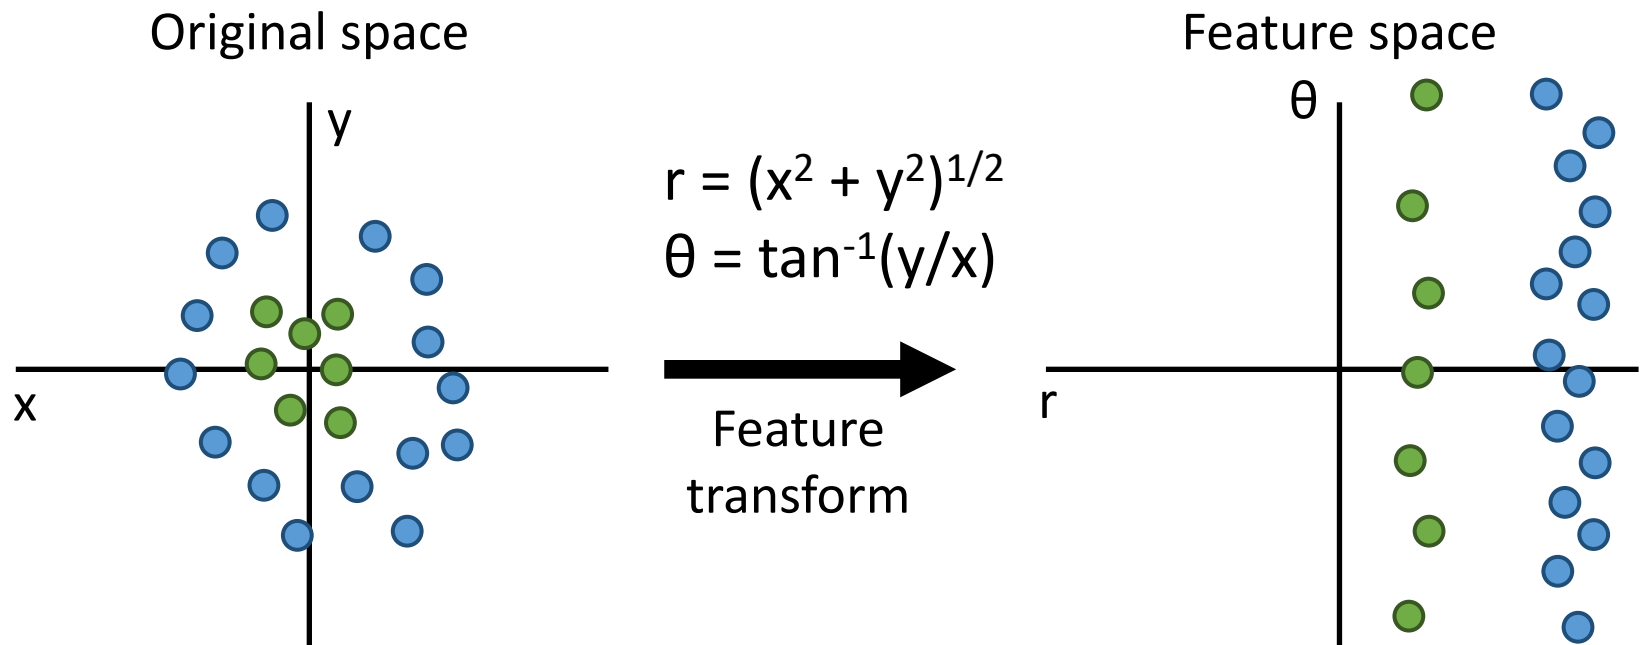 Original space
y
x
r = (x² + y²)¹/²
θ = tan⁻¹(y/x)
Feature
transform
Feature space
θ
r